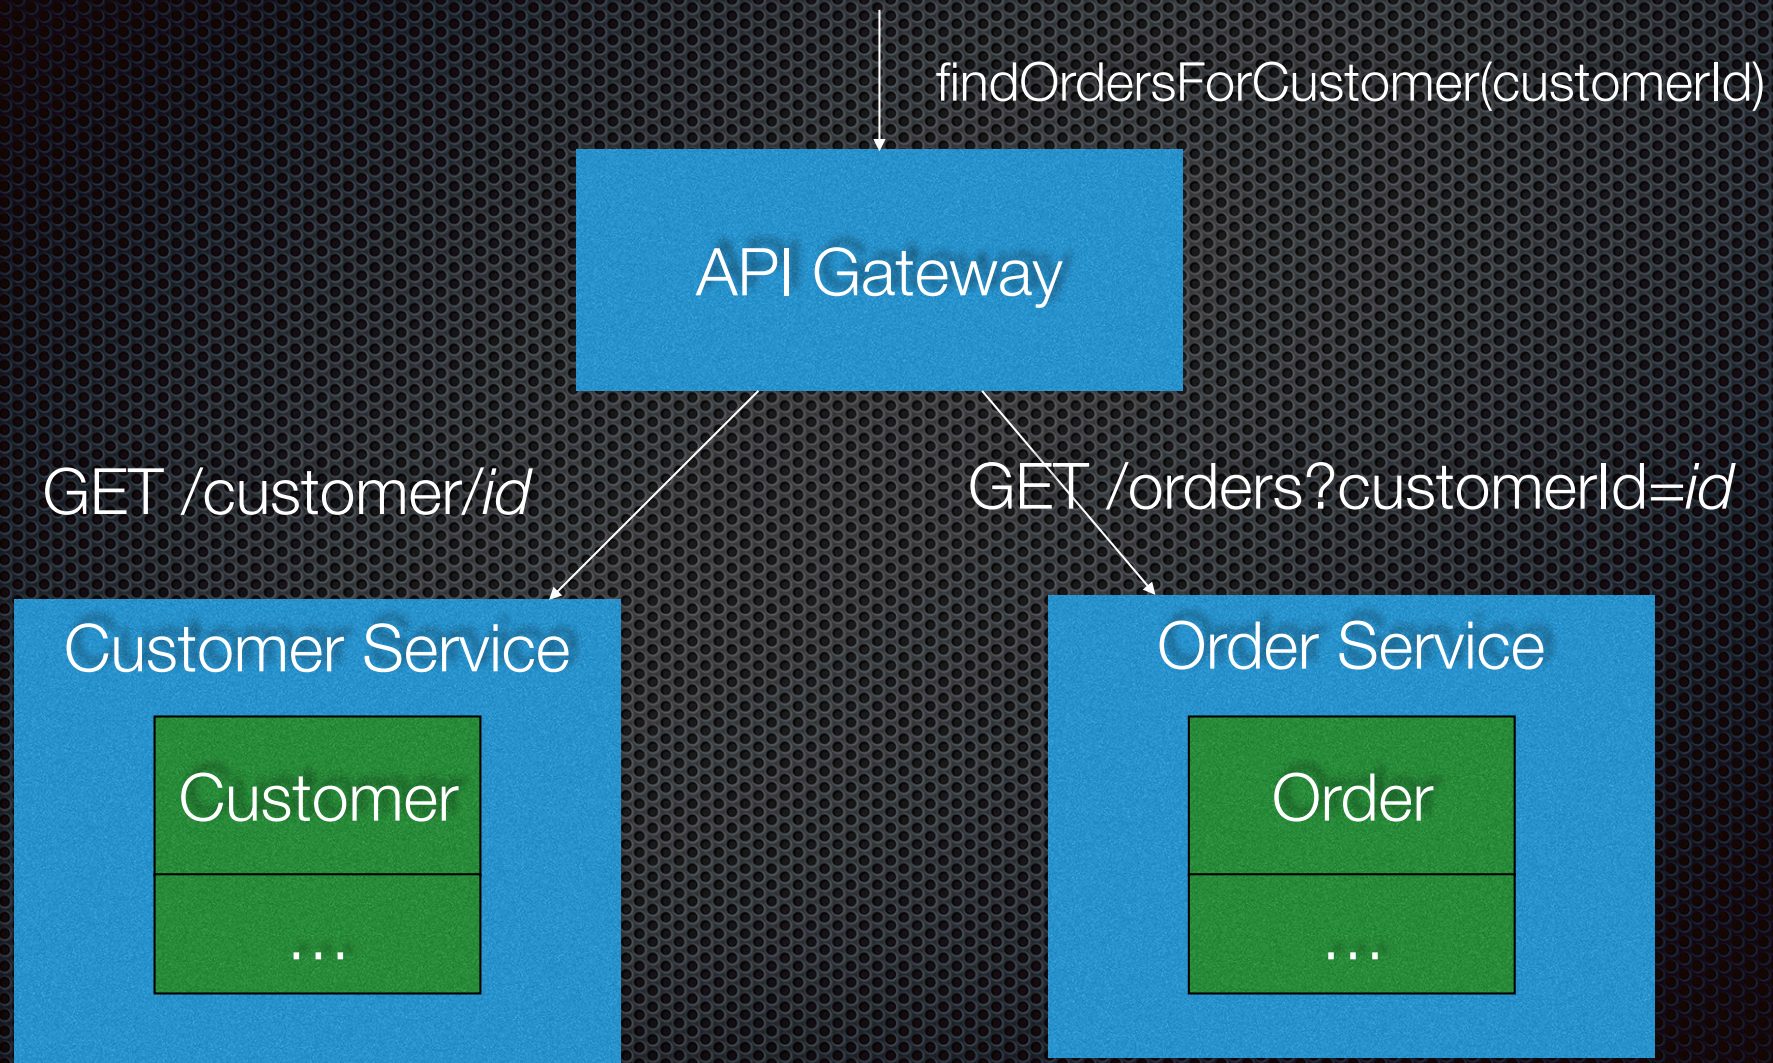 findOrdersForCustomer(customerId)
API Gateway
GET /customer/id
GET /orders?customerId=id
Customer Service
Order Service
Customer
Order
...
...